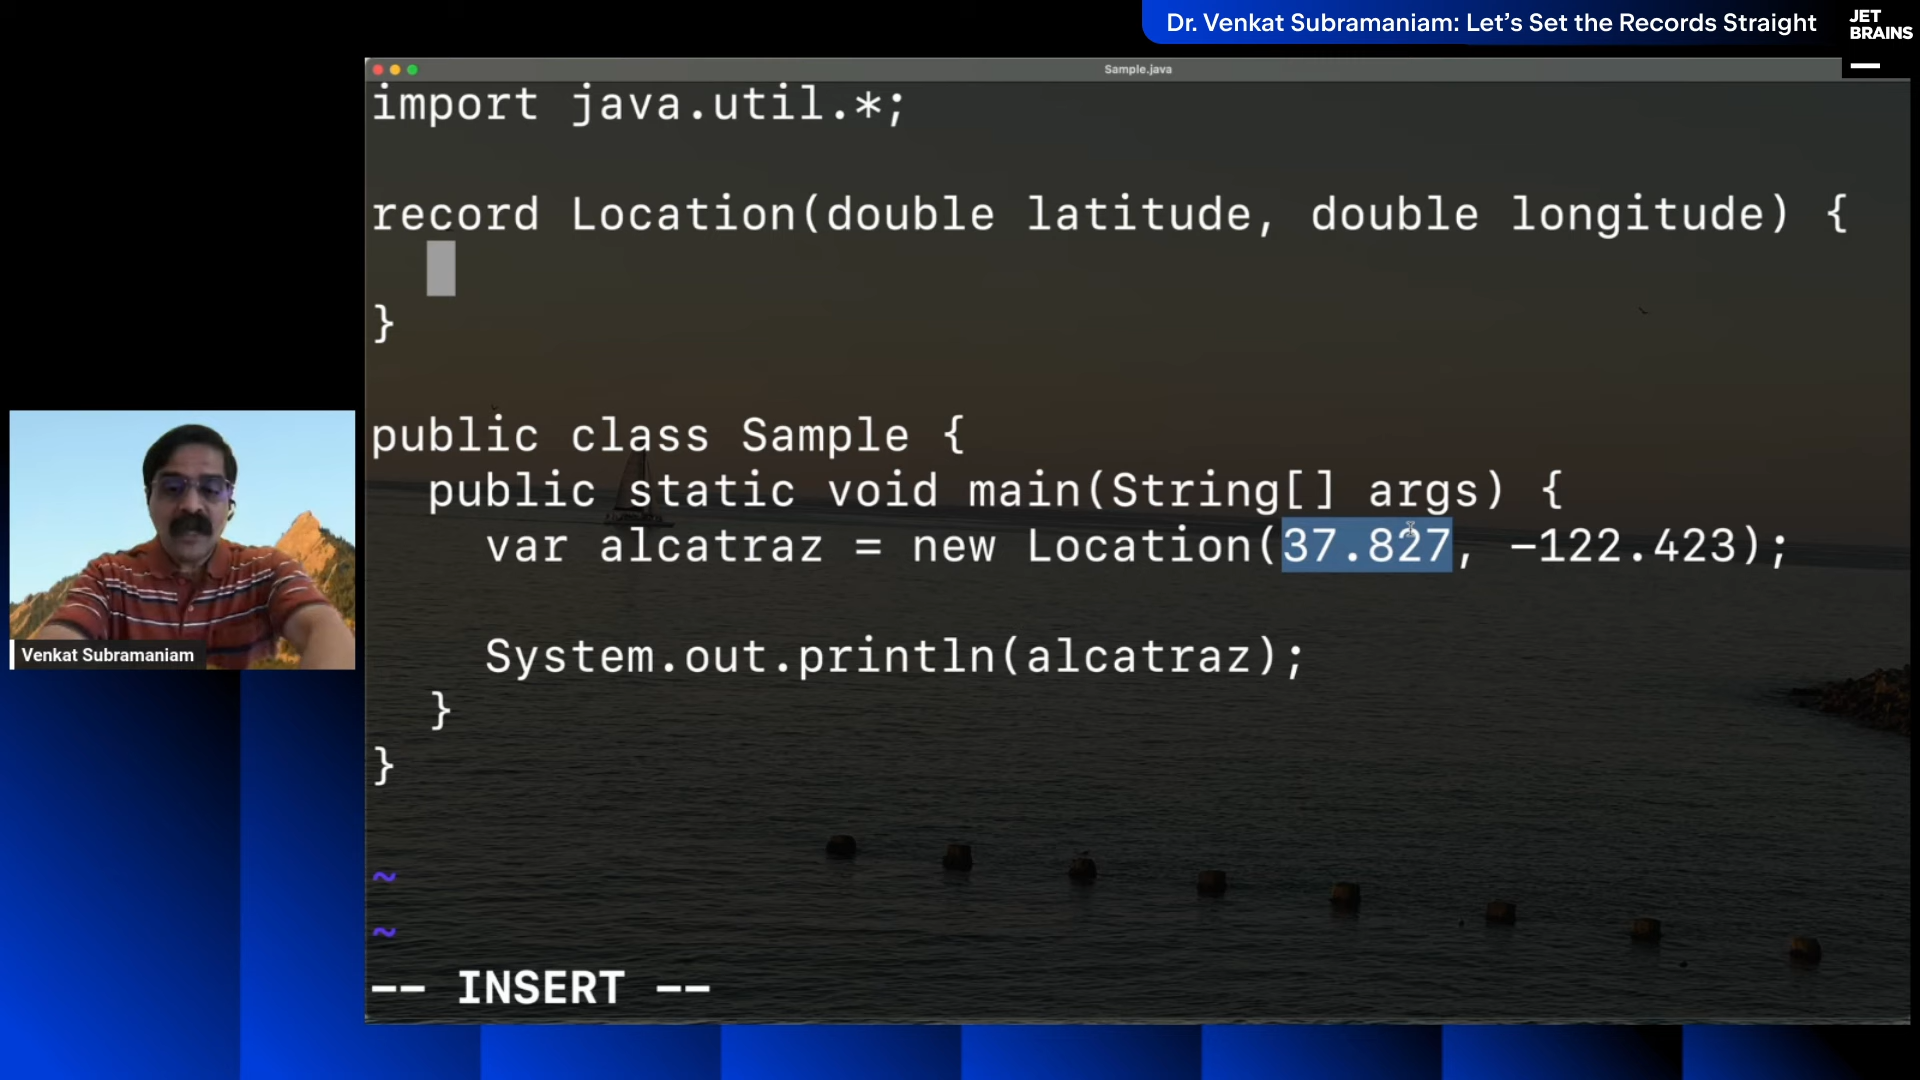 Dr. Venkat Subramaniam: Let’s Set the Records Straight
JET
BRAINS
Sample.java
import java.util.*;
record Location(double latitude, double longitude) {
}
public class Sample {
public static void main(String[] args) {
var alcatraz = new Location(37.827, -122.423);
System.out.println(alcatraz);
}
}
~
~
-- INSERT --
Venkat Subramaniam